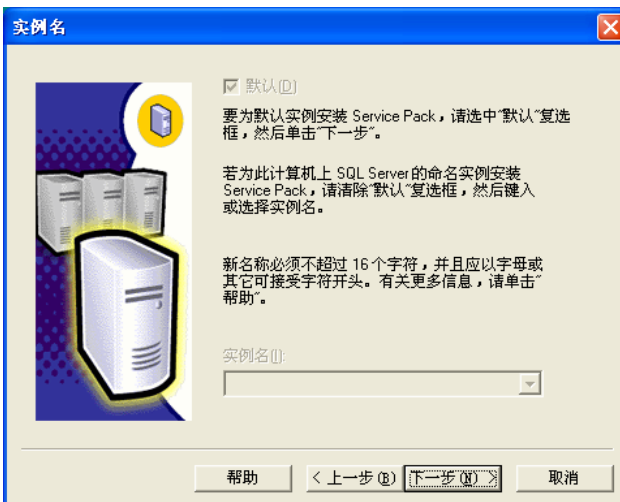 实例名
默认(D)
要为默认实例安装 Service Pack，请选中"默认"复选
框，然后单击"下一步"。
若为此计算机上 SQL Server的命名实例安装
Service Pack，请清除"默认"复选框，然后键入
或选择实例名。
新名称必须不超过 16个字符，并且应以字母或
其它可接受字符开头。有关更多信息，请单击"
帮助"。
实例名(I):
帮助
< 上一步(B)
下一步(N) >
取消